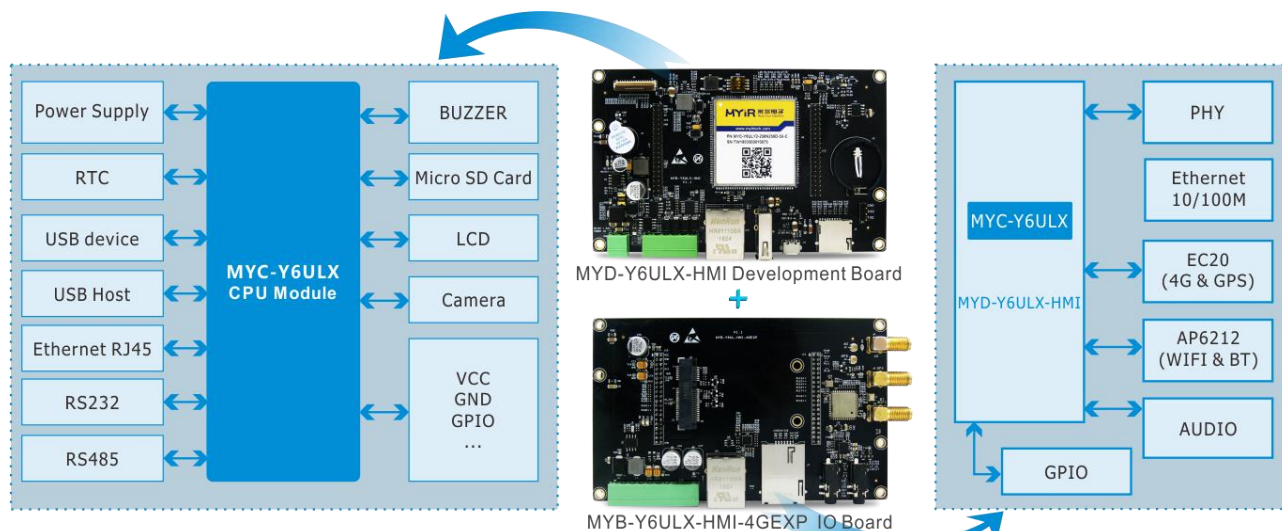 Power Supply
RTC
USB device
USB Host
Ethernet RJ45
RS232
RS485
MYC-Y6ULX
CPU Module
BUZZER
Micro SD Card
LCD
Camera
VCC
GND
GPIO
...
MYiR
MYD-Y6ULX-HMI Development Board
+
MYB-Y6ULX-HMI-4GEXP IO Board
MYC-Y6ULX
MYD-Y6ULX-HMI
PHY
Ethernet
10/100M
EC20
(4G & GPS)
AP6212
(WIFI & BT)
AUDIO
GPIO